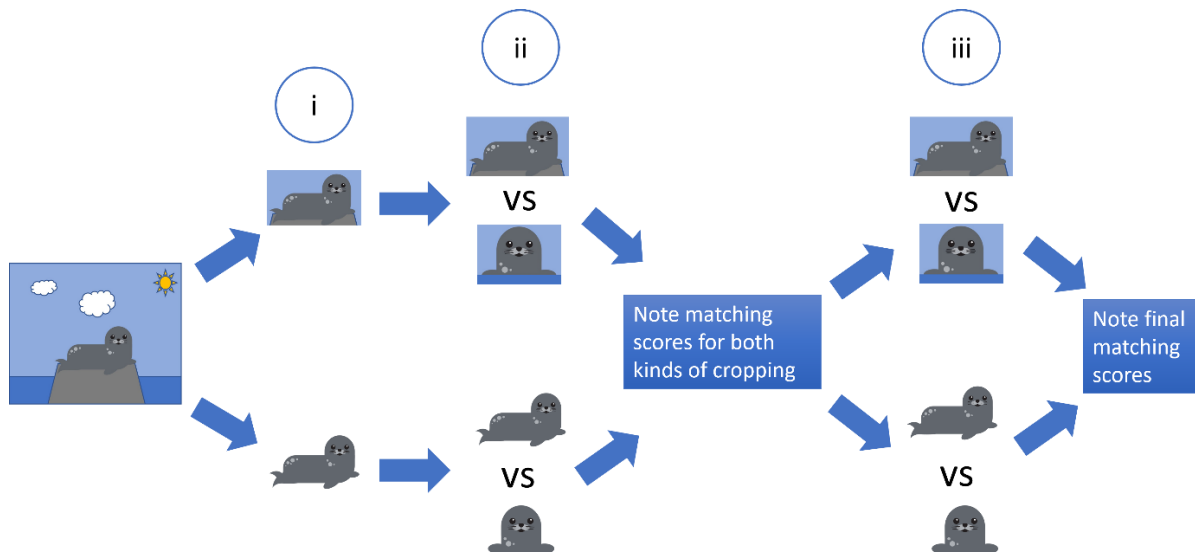 i
ii
iii
vs
vs
Note matching
scores for both
kinds of cropping
vs
vs
Note final
matching
scores